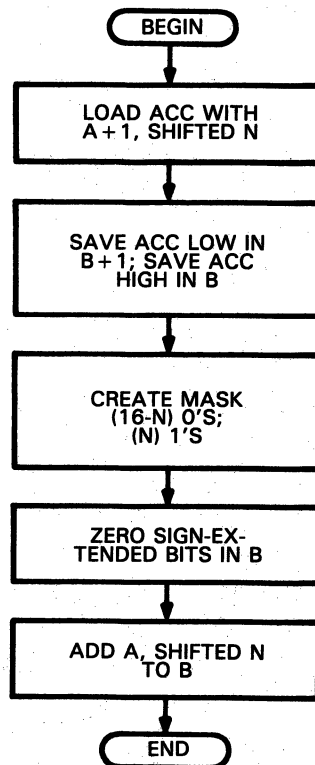 BEGIN
LOAD ACC WITH
A+1, SHIFTED N
SAVE ACC LOW IN
B+1; SAVE ACC
HIGH IN B
CREATE MASK
(16-N) 0'S;
(N) 1'S
ZERO SIGN-EX-
TENDED BITS IN B
ADD A, SHIFTED N
TO B
END